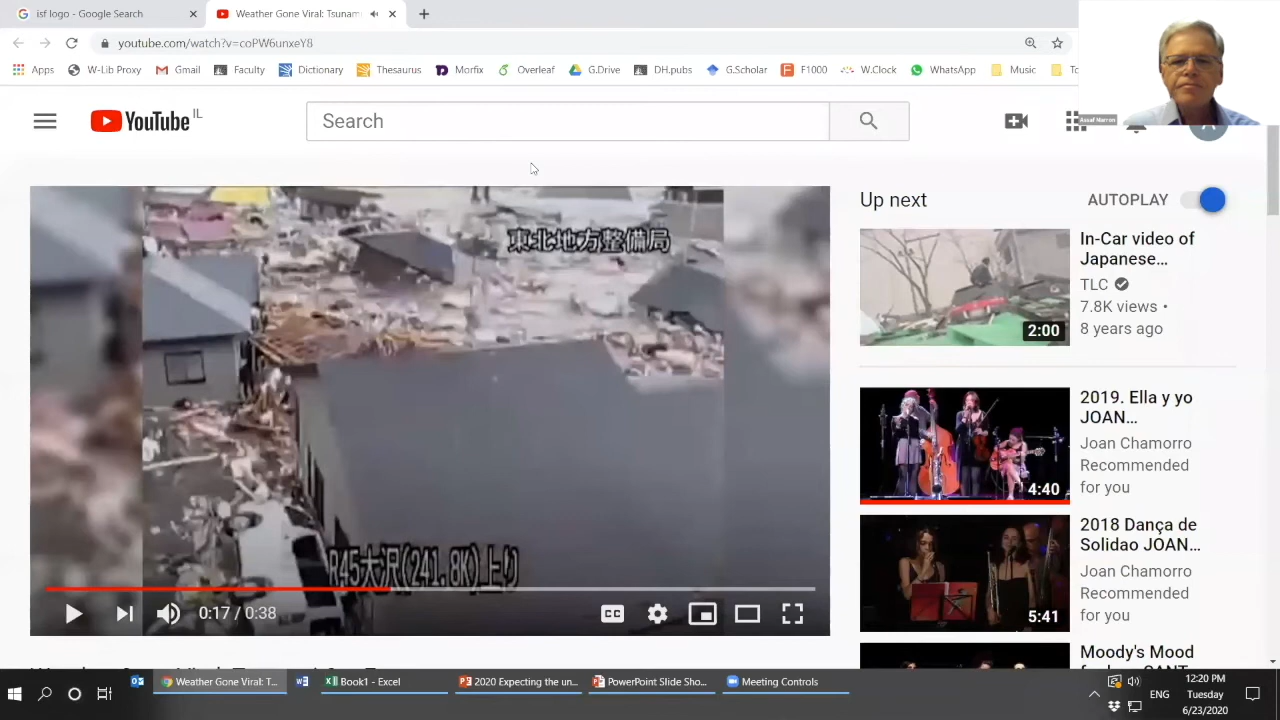 isf logo - Google Search
Weather Gone Viral: Tsunam
youtube.com/watch?v=coPW6unxeY8
Apps
W-Lib Proxy
Gmail
Faculty
Dictionary
Thesaurus
Morfix
Overleaf
G.Drive
DH.pubs
G.Scholar
F1000
W.Clock
WhatsApp
Music
Assaf Marron
YouTube IL
Search
東北地方整備局
R45大沢(241.8K)上り
0:17 / 0:38
CC
Up next
AUTOPLAY
In-Car video of
Japanese...
TLC
7.8K views •
8 years ago
2:00
2019. Ella y yo
JOAN...
Joan Chamorro
Recommended
for you
4:40
2018 Dança de
Solidao JOAN...
Joan Chamorro
Recommended
for you
5:41
Moody's Mood
Weather Gone Viral: T...
Book1 - Excel
2020 Expecting the un...
PowerPoint Slide Sho...
Meeting Controls
ENG
12:20 PM
Tuesday
6/23/2020